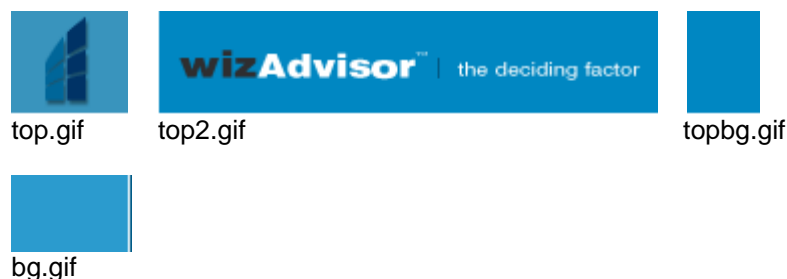 wizAdvisor™ | the deciding factor
top.gif top2.gif topbg.gif
bg.gif